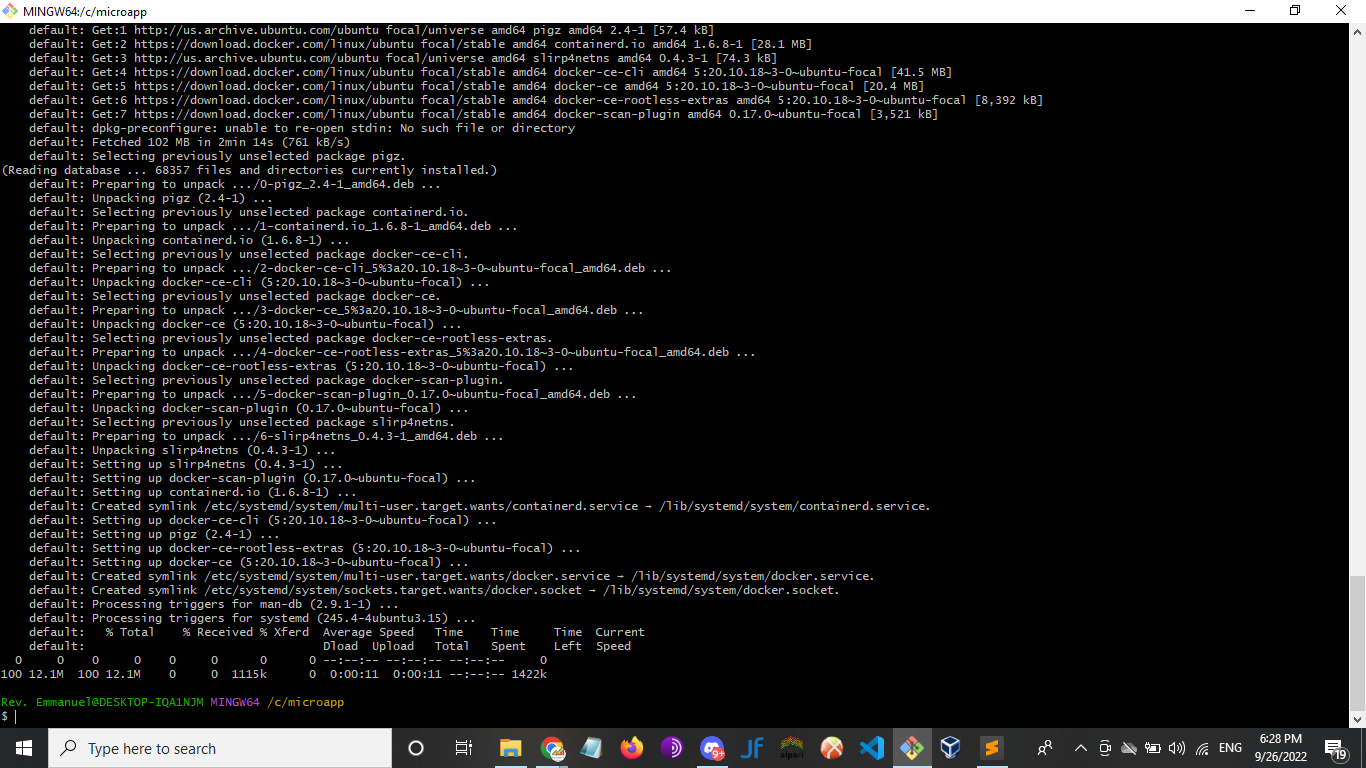 MINGW64:/c/microapp
default: Get:1 http://us.archive.ubuntu.com/ubuntu focal/universe amd64 pigz amd64 2.4-1 [57.4 kB]
default: Get:2 https://download.docker.com/linux/ubuntu focal/stable amd64 containerd.io amd64 1.6.8-1 [28.1 MB]
default: Get:3 http://us.archive.ubuntu.com/ubuntu focal/universe amd64 slirp4netns amd64 0.4.3-1 [74.3 kB]
default: Get:4 https://download.docker.com/linux/ubuntu focal/stable amd64 docker-ce-cli amd64 5:20.10.18~3-0~ubuntu-focal [41.5 MB]
default: Get:5 https://download.docker.com/linux/ubuntu focal/stable amd64 docker-ce amd64 5:20.10.18~3-0~ubuntu-focal [20.4 MB]
default: Get:6 https://download.docker.com/linux/ubuntu focal/stable amd64 docker-ce-rootless-extras amd64 5:20.10.18~3-0~ubuntu-focal [8,392 kB]
default: Get:7 https://download.docker.com/linux/ubuntu focal/stable amd64 docker-scan-plugin amd64 0.17.0~ubuntu-focal [3,521 kB]
default: dpkg-preconfigure: unable to re-open stdin: No such file or directory
default: Fetched 102 MB in 2min 14s (761 kB/s)
default: Selecting previously unselected package pigz.
(Reading database ... 68357 files and directories currently installed.)
default: Preparing to unpack .../0-pigz_2.4-1_amd64.deb ...
default: Unpacking pigz (2.4-1) ...
default: Selecting previously unselected package containerd.io.
default: Preparing to unpack .../1-containerd.io_1.6.8-1_amd64.deb ...
default: Unpacking containerd.io (1.6.8-1) ...
default: Selecting previously unselected package docker-ce-cli.
default: Preparing to unpack .../2-docker-ce-cli_5%3a20.10.18~3-0~ubuntu-focal_amd64.deb ...
default: Unpacking docker-ce-cli (5:20.10.18~3-0~ubuntu-focal) ...
default: Selecting previously unselected package docker-ce.
default: Preparing to unpack .../3-docker-ce_5%3a20.10.18~3-0~ubuntu-focal_amd64.deb ...
default: Unpacking docker-ce (5:20.10.18~3-0~ubuntu-focal) ...
default: Selecting previously unselected package docker-ce-rootless-extras.
default: Preparing to unpack .../4-docker-ce-rootless-extras_5%3a20.10.18~3-0~ubuntu-focal_amd64.deb ...
default: Unpacking docker-ce-rootless-extras (5:20.10.18~3-0~ubuntu-focal) ...
default: Selecting previously unselected package docker-scan-plugin.
default: Preparing to unpack .../5-docker-scan-plugin_0.17.0~ubuntu-focal_amd64.deb ...
default: Unpacking docker-scan-plugin (0.17.0~ubuntu-focal) ...
default: Selecting previously unselected package slirp4netns.
default: Preparing to unpack .../6-slirp4netns_0.4.3-1_amd64.deb ...
default: Unpacking slirp4netns (0.4.3-1) ...
default: Setting up slirp4netns (0.4.3-1) ...
default: Setting up docker-scan-plugin (0.17.0~ubuntu-focal) ...
default: Setting up containerd.io (1.6.8-1) ...
default: Created symlink /etc/systemd/system/multi-user.target.wants/containerd.service → /lib/systemd/system/containerd.service.
default: Setting up docker-ce-cli (5:20.10.18~3-0~ubuntu-focal) ...
default: Setting up pigz (2.4-1) ...
default: Setting up docker-ce-rootless-extras (5:20.10.18~3-0~ubuntu-focal) ...
default: Setting up docker-ce (5:20.10.18~3-0~ubuntu-focal) ...
default: Created symlink /etc/systemd/system/multi-user.target.wants/docker.service → /lib/systemd/system/docker.service.
default: Created symlink /etc/systemd/system/sockets.target.wants/docker.socket → /lib/systemd/system/docker.socket.
default: Processing triggers for man-db (2.9.1-1) ...
default: Processing triggers for systemd (245.4-4ubuntu3.15) ...
default: % Total % Received % Xferd Average Speed Time Time Time Current
default: Dload Upload Total Spent Left Speed
0 0 0 0 0 0 0 0 --:--:-- --:--:-- --:--:-- 0
100 12.1M 100 12.1M 0 0 1115k 0 0:00:11 0:00:11 --:--:-- 1422k
Rev. Emmanuel@DESKTOP-IQA1NJM MINGW64 /c/microapp
$
Type here to search
9+
JF
sipari
ENG
6:28 PM
9/26/2022
19